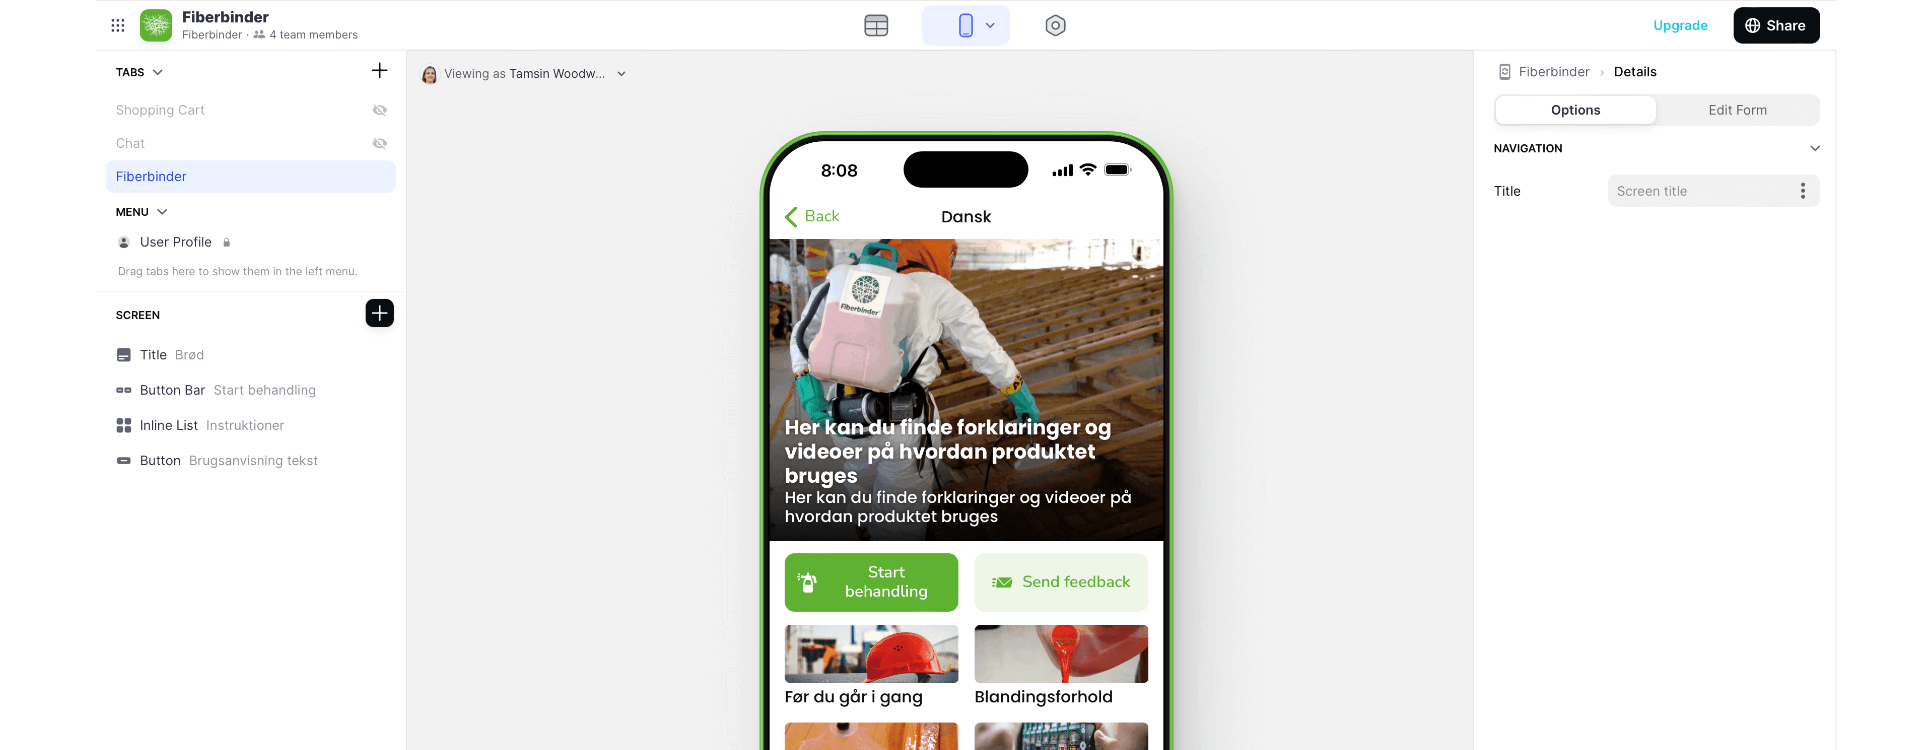 Fiberbinder
Fiberbinder · 4 team members
Upgrade
Share
TABS
Shopping Cart
Chat
Fiberbinder
MENU
User Profile
Drag tabs here to show them in the left menu.
SCREEN
Title Brød
Button Bar Start behandling
Inline List Instruktioner
Button Brugsanvisning tekst
Viewing as Tamsin Woodw...
8:08
Back
Dansk
Fiberbinder
Her kan du finde forklaringer og
videoer på hvordan produktet
bruges
Her kan du finde forklaringer og videoer på
hvordan produktet bruges
Start
behandling
Send feedback
Før du går i gang
Blandingsforhold
Fiberbinder › Details
Options
Edit Form
NAVIGATION
Title
Screen title